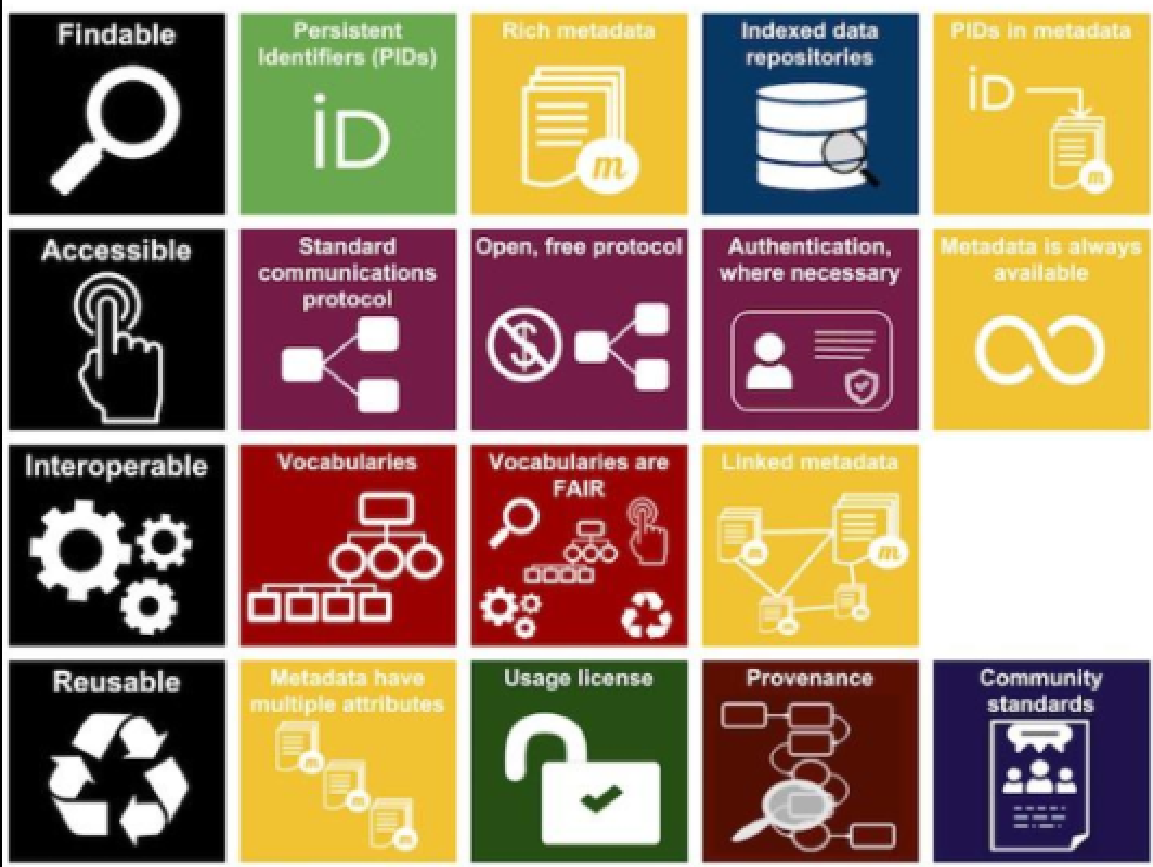 Findable
Persistent
Identifiers (PIDs)
iD
Rich metadata
m
Indexed data
repositories
PIDs in metadata
iD
m
Accessible
Standard
communications
protocol
Open, free protocol
$
Authentication,
where necessary
Metadata is always
available
Interoperable
Vocabularies
Vocabularies are
FAIR
Linked metadata
m
m
m
m
Reusable
Metadata have
multiple attributes
m
m
m
Usage license
Provenance
Community
standards